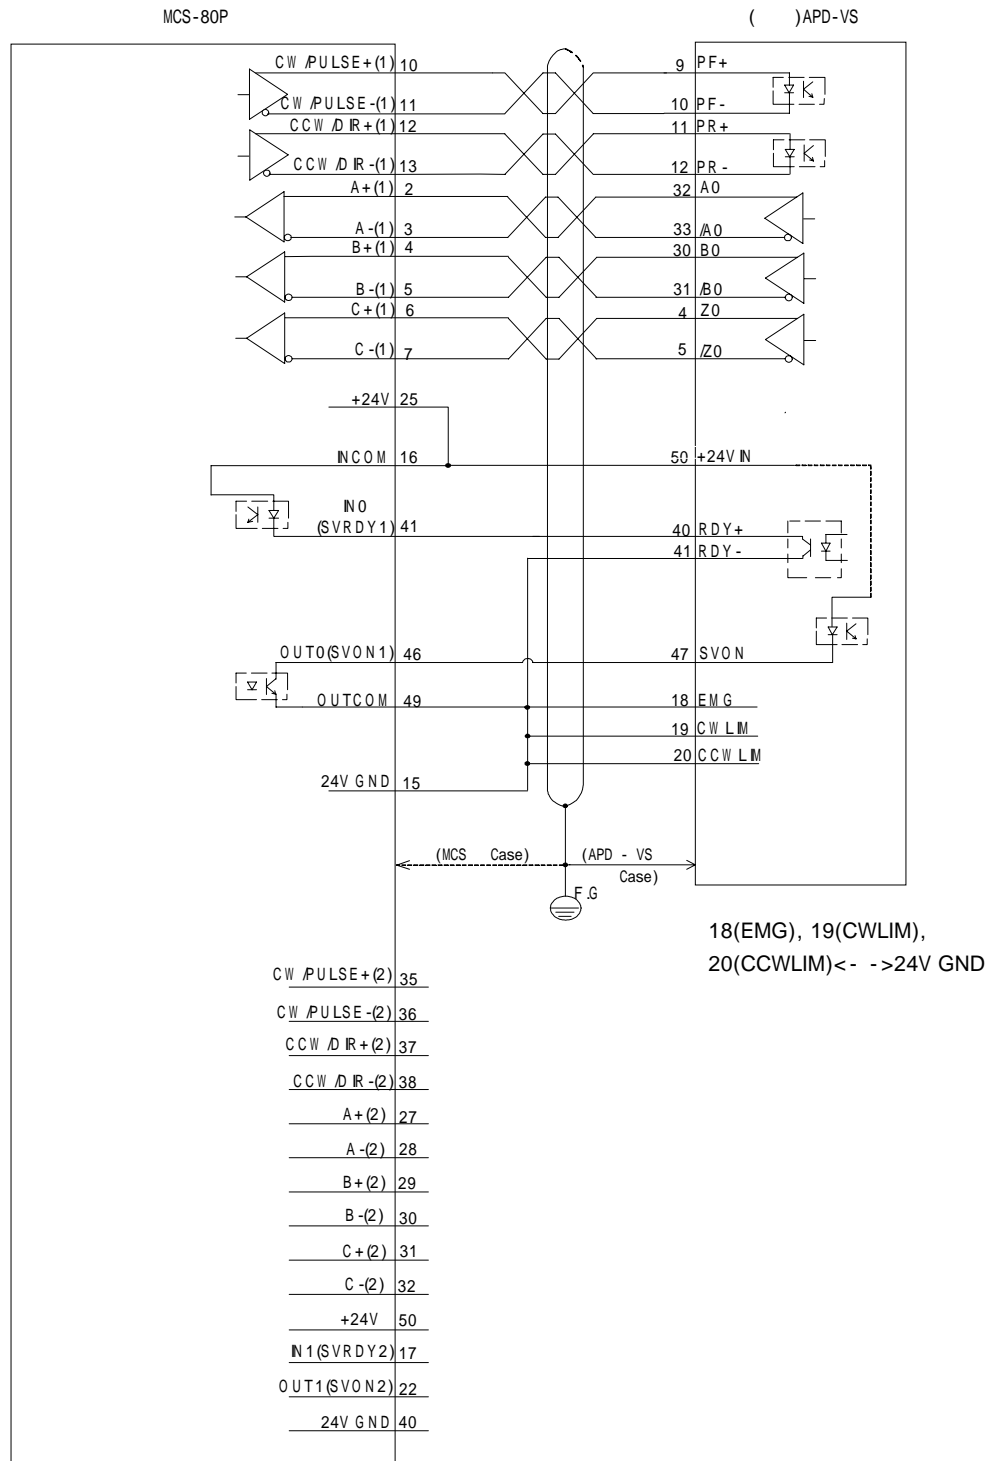 MCS-80P ( )APD-VS
CW/PULSE+(1) 10 9 PF+
CW/PULSE-(1) 11 10 PF-
CCW/DIR+(1) 12 11 PR+
CCW/DIR-(1) 13 12 PR-
A+(1) 2 32 A0
A-(1) 3 33 /A0
B+(1) 4 30 B0
B-(1) 5 31 /B0
C+(1) 6 4 Z0
C-(1) 7 5 /Z0
+24V 25
INCOM 16 50 +24VIN
IN0
(SVRDY1) 41 40 RDY+
41 RDY-
OUT0(SVON1) 46 47 SVON
OUTCOM 49 18 EMG
19 CWLIM
20 CCWLIM
24V GND 15
(MCS Case) (APD - VS
Case)
F.G
18(EMG), 19(CWLIM),
20(CCWLIM)<- ->24V GND
CW/PULSE+(2) 35
CW/PULSE-(2) 36
CCW/DIR+(2) 37
CCW/DIR-(2) 38
A+(2) 27
A-(2) 28
B+(2) 29
B-(2) 30
C+(2) 31
C-(2) 32
+24V 50
IN1(SVRDY2) 17
OUT1(SVON2) 22
24V GND 40